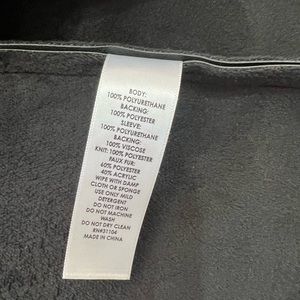 BODY:
100% POLYURETHANE
BACKING:
100% POLYESTER
SLEEVE:
100% POLYURETHANE
BACKING:
100% VISCOSE
KNIT: 100% POLYESTER
FAUX FUR:
60% POLYESTER
40% ACRYLIC
WIPE WITH DAMP
CLOTH OR SPONGE
USE ONLY MILD
DETERGENT
DO NOT IRON
DO NOT MACHINE
WASH
DO NOT DRY CLEAN
RN#31104
MADE IN CHINA